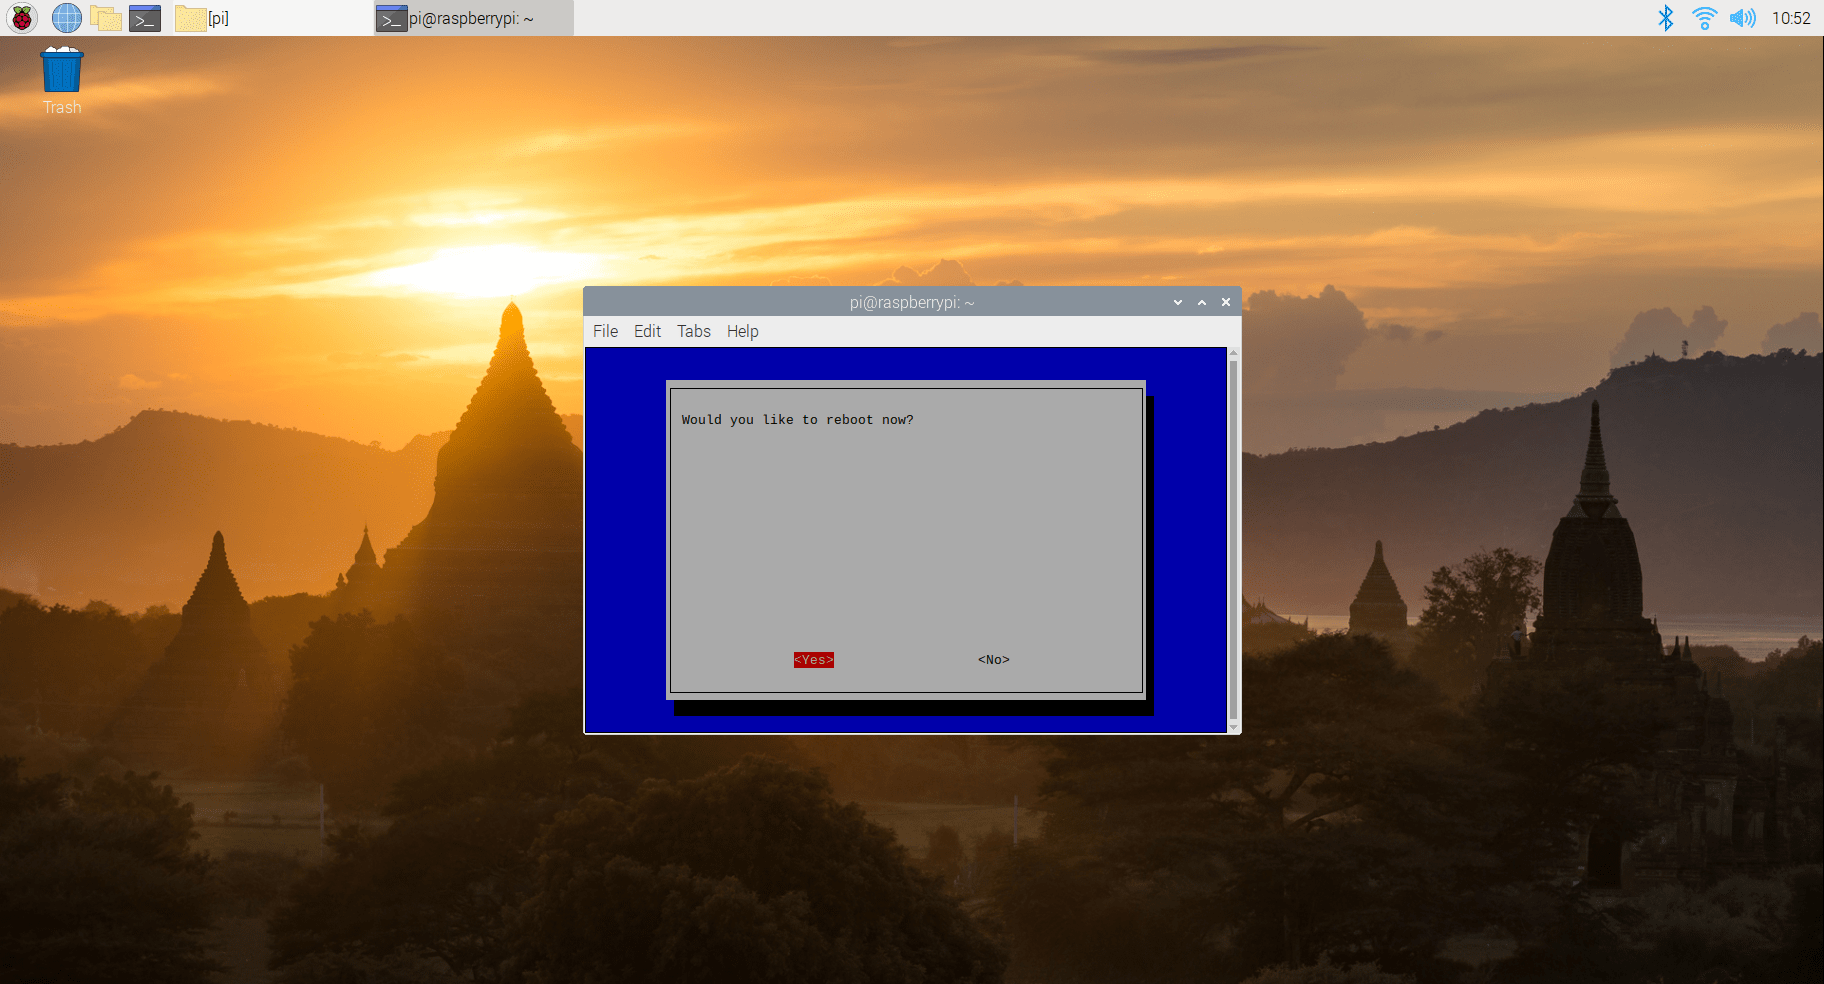 [pi]
pi@raspberrypi: ~
10:52
Trash
pi@raspberrypi: ~
File Edit Tabs Help
Would you like to reboot now?
<Yes> <No>